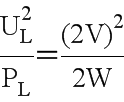 U_L^2/P_L = (2V)^2/2W